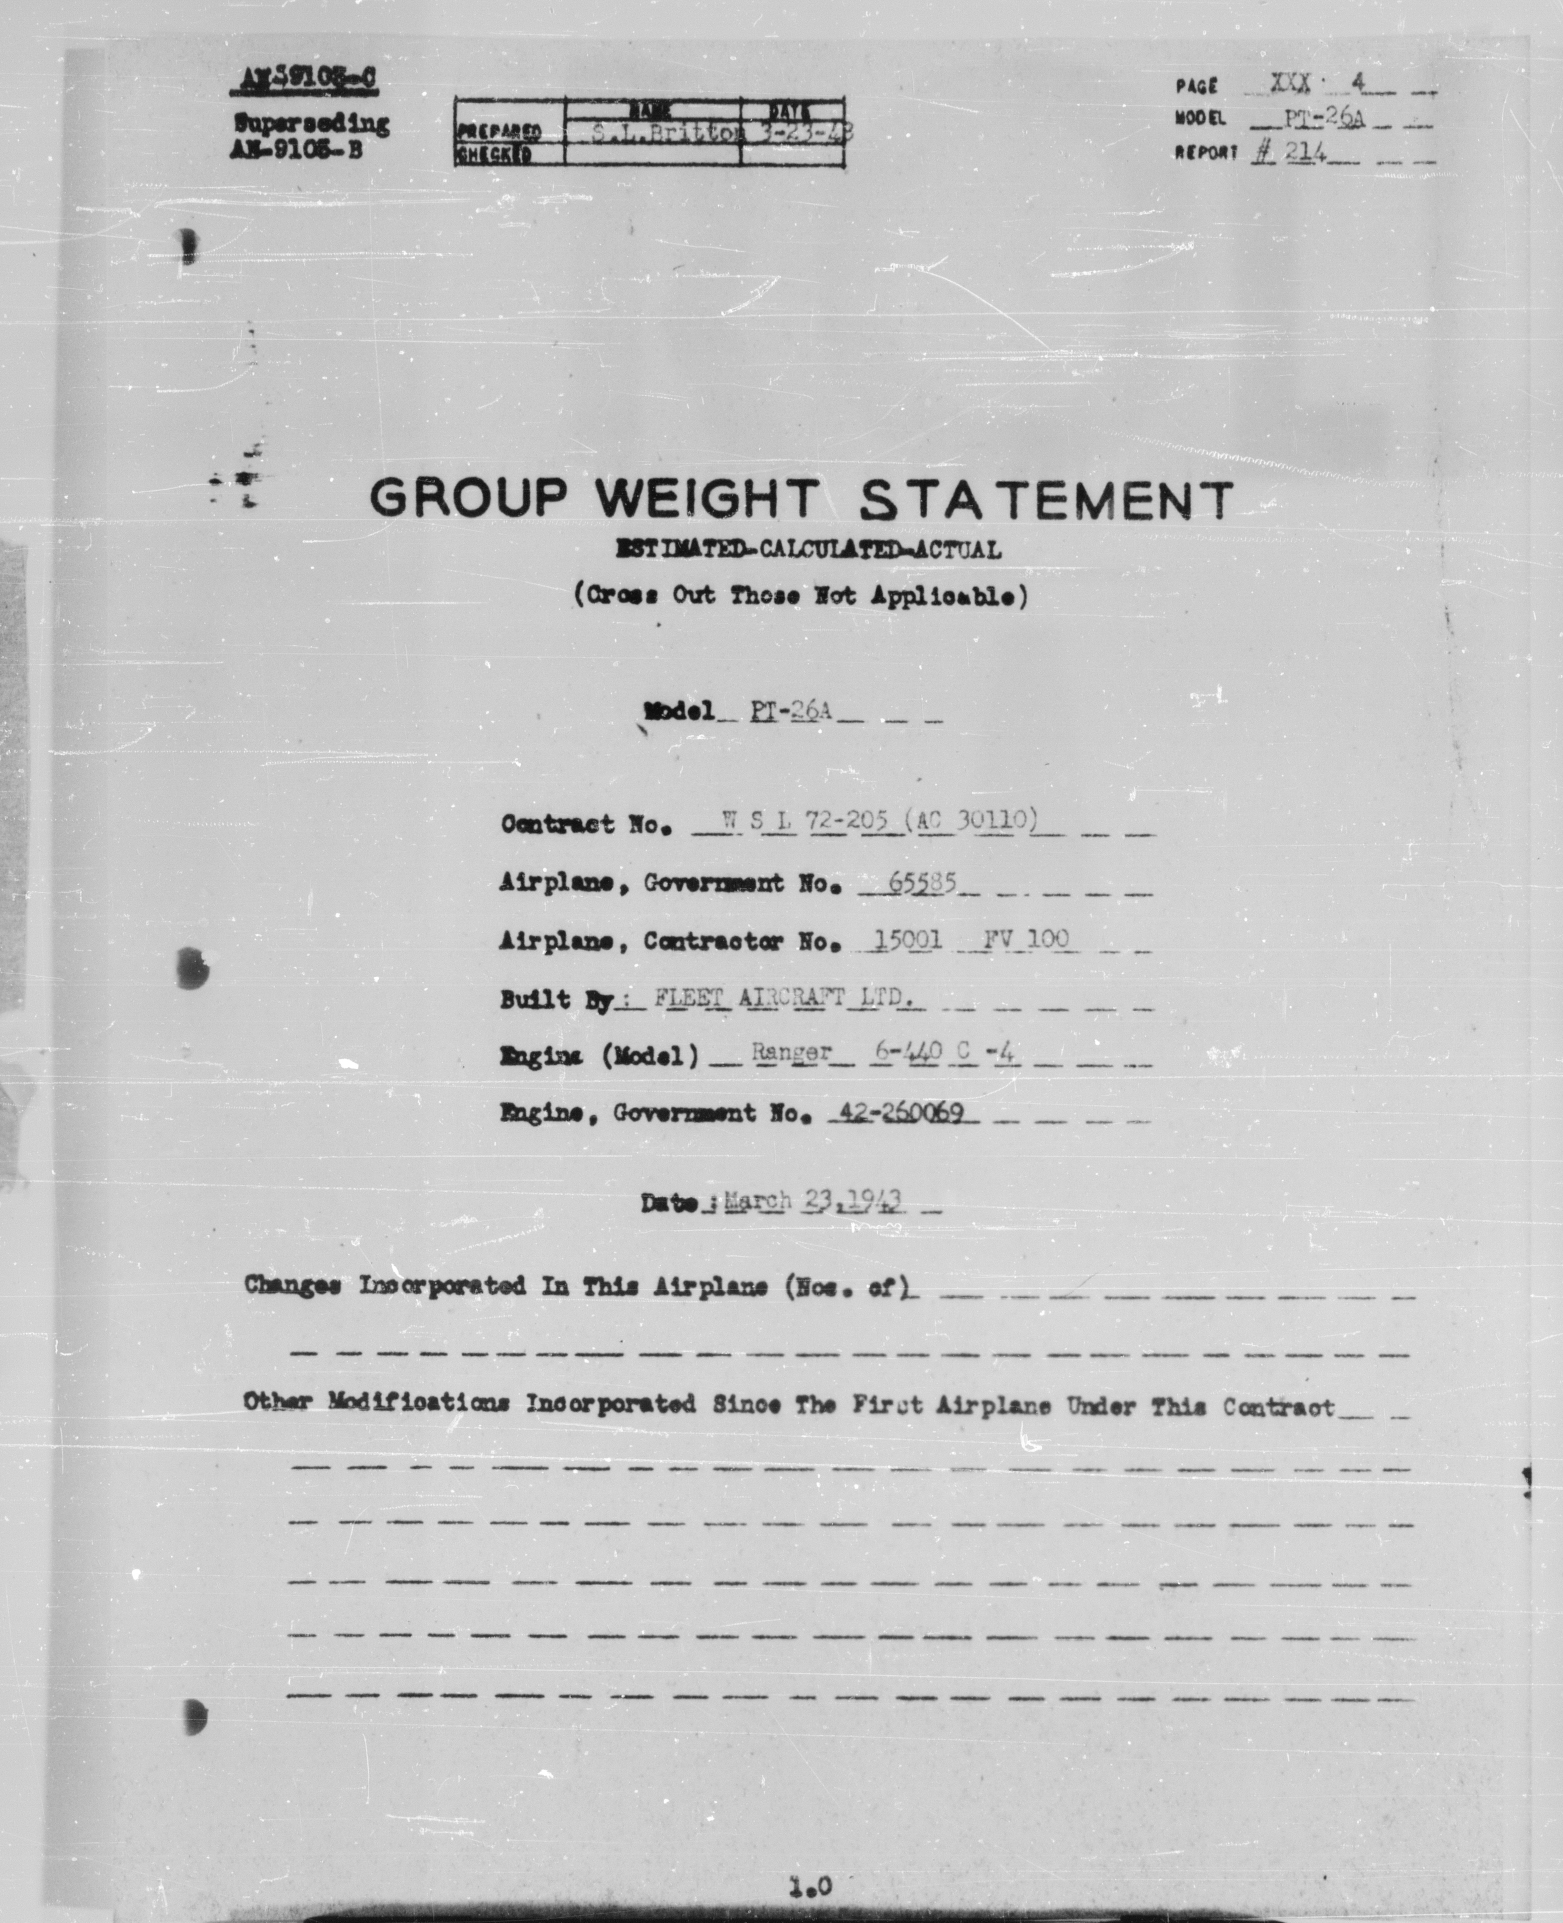 AN-9103-C
Superseding
AN-9103-B
NAME DATE
PREPARED S.L.Britton 3-23-43
CHECKED
PAGE XXX 4
MODEL PT-26A
REPORT # 214
GROUP WEIGHT STATEMENT
ESTIMATED-CALCULATED-ACTUAL
(Cross Out Those Not Applicable)
Model PT-26A
Contract No. W S L 72-205 (AC 30110)
Airplane, Government No. 65585
Airplane, Contractor No. 15001 FV 100
Built By: FLEET AIRCRAFT LTD.
Engine (Model) Ranger 6-440 C -4
Engine, Government No. 42-260069
Date: March 23,1943
Changes Incorporated In This Airplane (Nos. of)
Other Modifications Incorporated Since The First Airplane Under This Contract
1.0